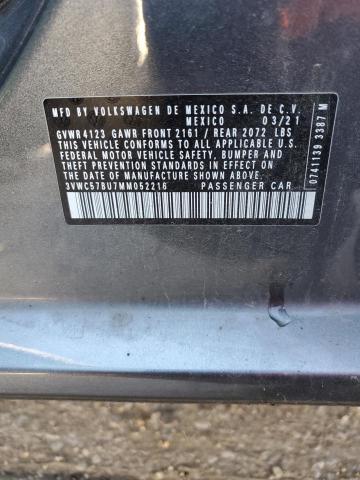 MFD BY VOLKSWAGEN DE MEXICO S.A. DE C.V.
MEXICO 03/21
GVWR 4123 GAWR FRONT 2161 / REAR 2072 LBS
THIS VEHICLE CONFORMS TO ALL APPLICABLE U.S.
FEDERAL MOTOR VEHICLE SAFETY, BUMPER AND
THEFT PREVENTION STANDARDS IN EFFECT ON THE
DATE OF MANUFACTURE SHOWN ABOVE
3VWC57BU7MM052216 PASSENGER CAR
0741139 3387 M